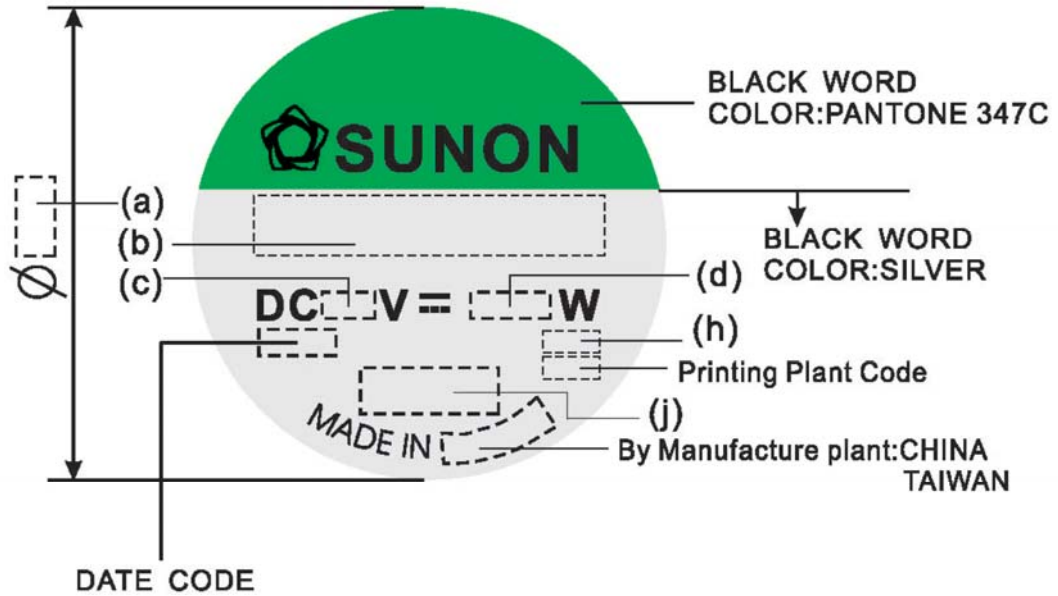 BLACK WORD
COLOR:PANTONE 347C
SUNON
(a)
(b)
BLACK WORD
COLOR:SILVER
Ø
(c)
(d)
DC V ⎓ W
(h)
Printing Plant Code
(j)
MADE IN
By Manufacture plant:CHINA
TAIWAN
DATE CODE